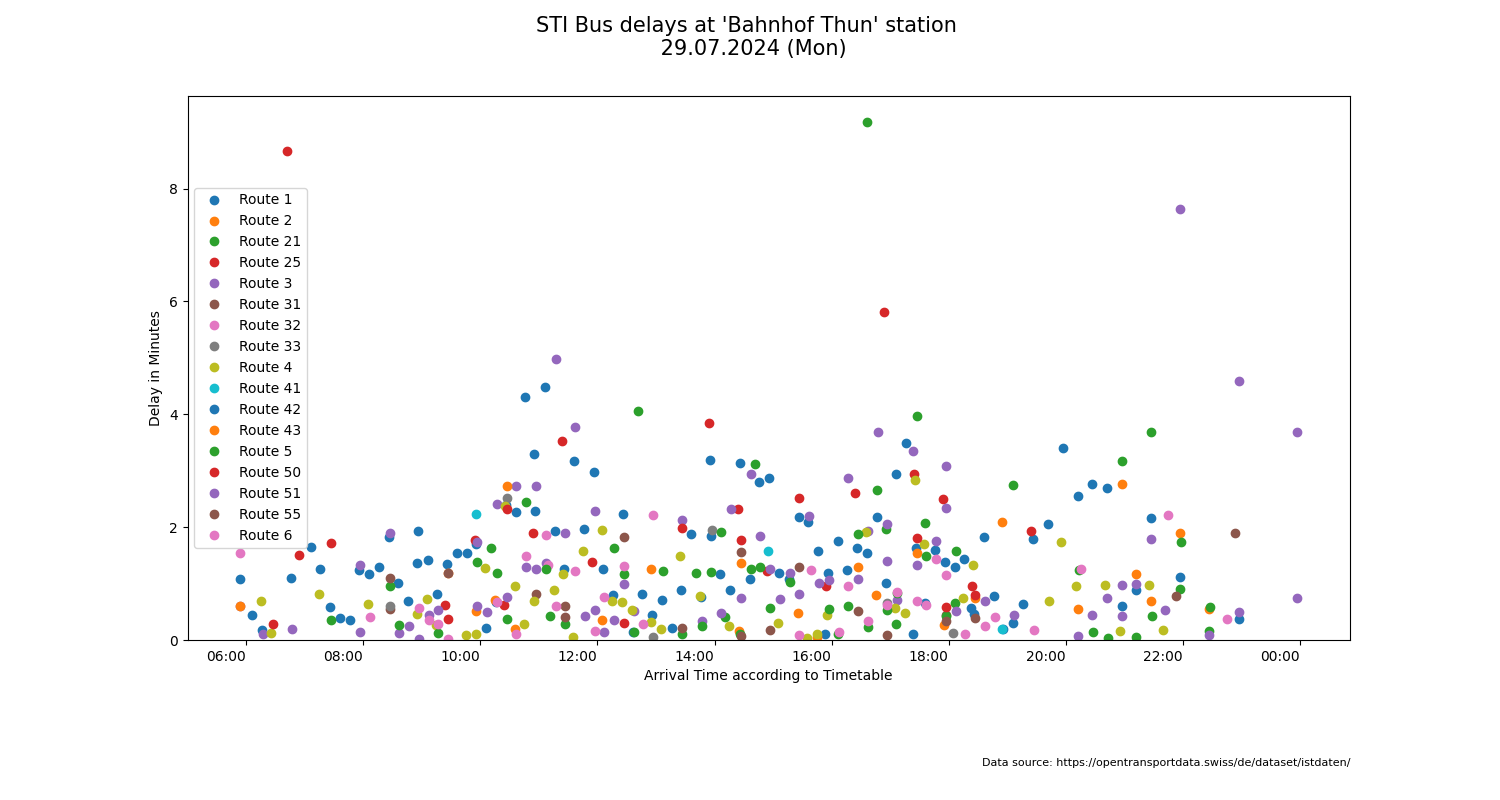 STI Bus delays at 'Bahnhof Thun' station
29.07.2024 (Mon)
Delay in Minutes
8
6
4
2
0
Route 1
Route 2
Route 21
Route 25
Route 3
Route 31
Route 32
Route 33
Route 4
Route 41
Route 42
Route 43
Route 5
Route 50
Route 51
Route 55
Route 6
06:00 08:00 10:00 12:00 14:00 16:00 18:00 20:00 22:00 00:00
Arrival Time according to Timetable
Data source: https://opentransportdata.swiss/de/dataset/istdaten/